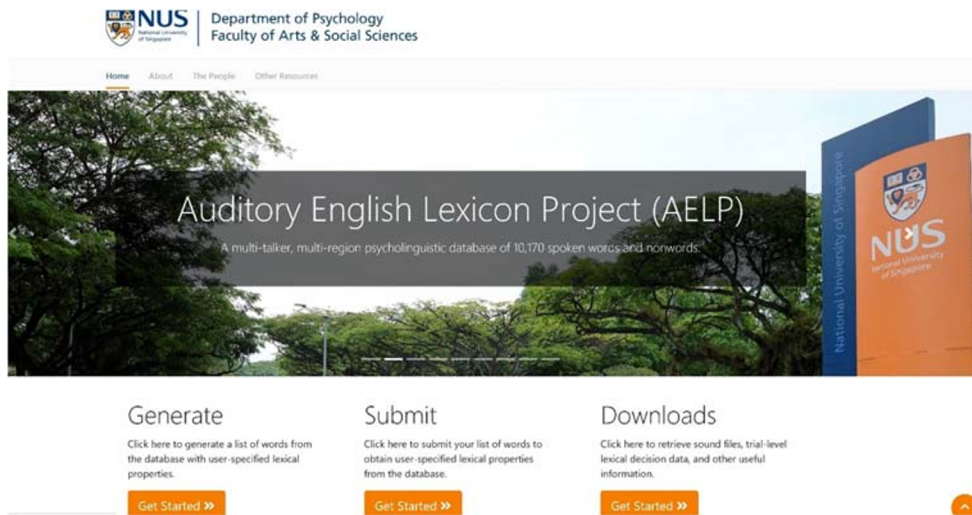 NUS
National University
of Singapore
Department of Psychology
Faculty of Arts & Social Sciences
Home About The People Other Resources
Auditory English Lexicon Project (AELP)
A multi-talker, multi-region psycholinguistic database of 10,170 spoken words and nonwords.
National University of Singapore
NUS
National University
of Singapore
Generate
Click here to generate a list of words from
the database with user-specified lexical
properties.
Get Started »
Submit
Click here to submit your list of words to
obtain user-specified lexical properties
from the database.
Get Started »
Downloads
Click here to retrieve sound files, trial-level
lexical decision data, and other useful
information.
Get Started »